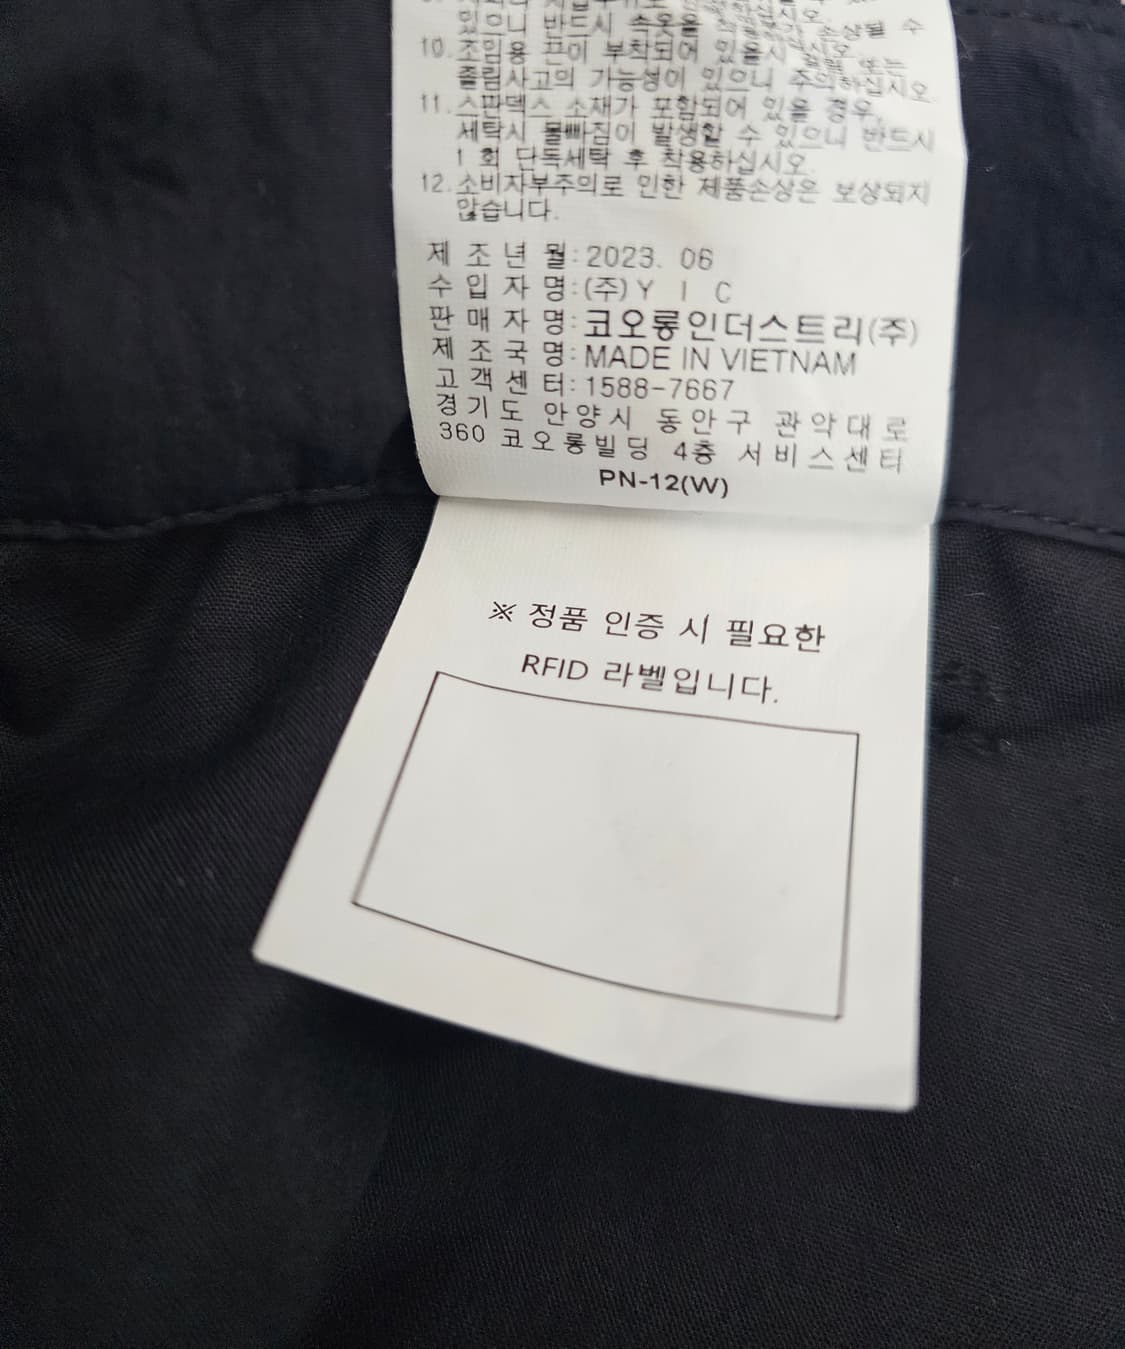 있으니 반드시 속옷을 손상될 수
10. 조임용 끈이 부착되어 있을시 또는
졸림사고의 가능성이 있으니 주의하십시오.
11. 스판덱스 소재가 포함되어 있을 경우,
세탁시 물빠짐이 발생할 수 있으니 반드시
1 회 단독세탁 후 착용하십시오.
12. 소비자부주의로 인한 제품손상은 보상되지
않습니다.
제 조 년 월: 2023. 06
수 입 자 명: (주) Y I C
판 매 자 명: 코오롱인더스트리(주)
제 조 국 명: MADE IN VIETNAM
고 객 센 터: 1588-7667
경기도 안양시 동안구 관악대로
360 코오롱빌딩 4층 서비스센터
PN-12(W)
※ 정품 인증 시 필요한
RFID 라벨입니다.